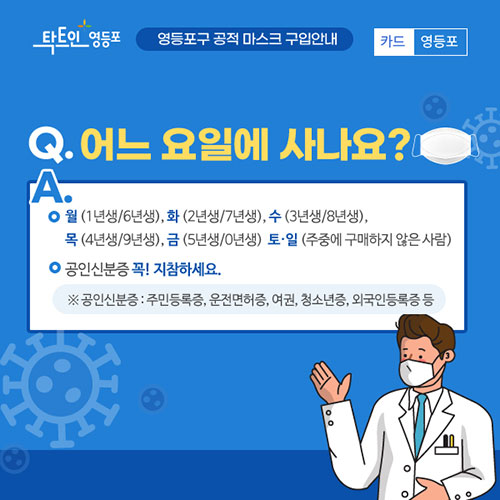 탁트인 영등포
영등포구 공적 마스크 구입안내
카드 영등포
Q. 어느 요일에 사나요?
A.
월 (1년생/6년생), 화 (2년생/7년생), 수 (3년생/8년생),
목 (4년생/9년생), 금 (5년생/0년생) 토·일 (주중에 구매하지 않은 사람)
공인신분증 꼭! 지참하세요.
※ 공인신분증 : 주민등록증, 운전면허증, 여권, 청소년증, 외국인등록증 등